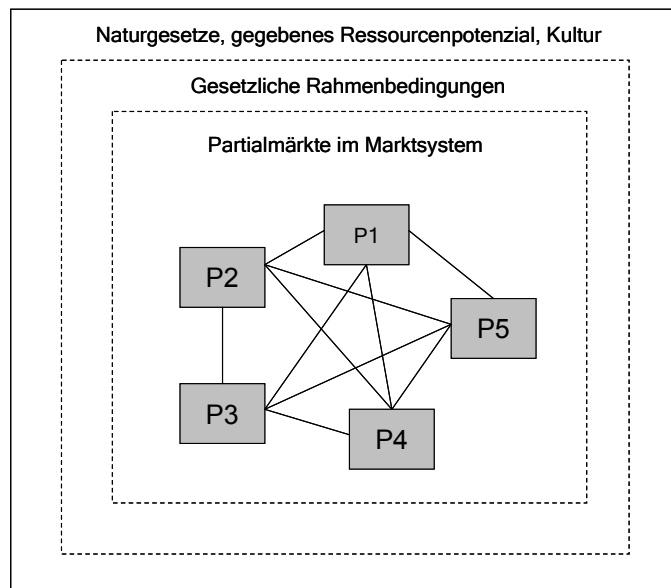 Naturgesetze, gegebenes Ressourcenpotenzial, Kultur
Gesetzliche Rahmenbedingungen
Partialmärkte im Marktsystem
P1
P2
P5
P3
P4